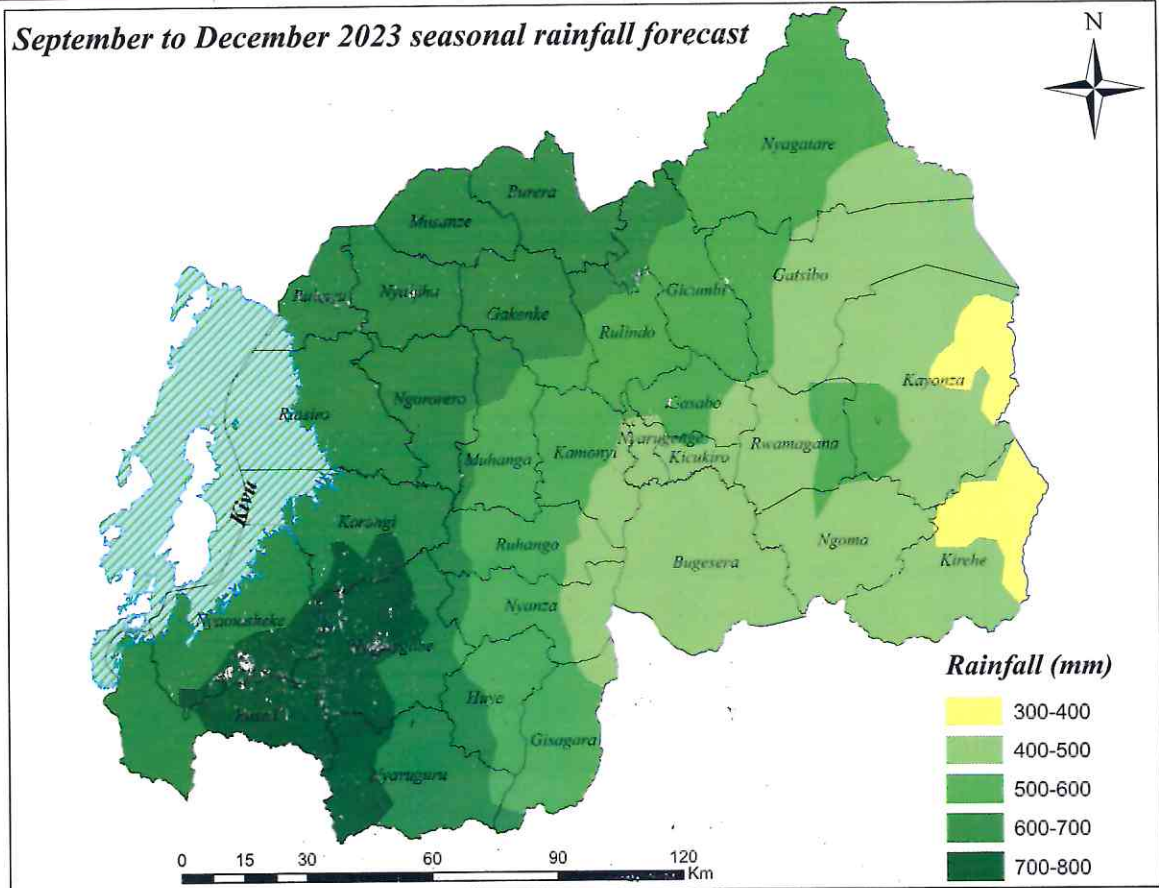 September to December 2023 seasonal rainfall forecast
N
Nyagatare
Burera
Musanze
Gatsibo
Gicumbi
Gakenke
Rulindo
Kayonza
Ngororero
Rutsiro
Gasabo
Nyarugenge
Rwamagana
Kamonyi
Kicukiro
Muhanga
Kivu
Karongi
Ruhango
Ngoma
Bugesera
Kirehe
Nyanza
Nyamasheke
Huye
Gisagara
Nyaruguru
Rainfall (mm)
300-400
400-500
500-600
600-700
700-800
0 15 30 60 90 120
Km